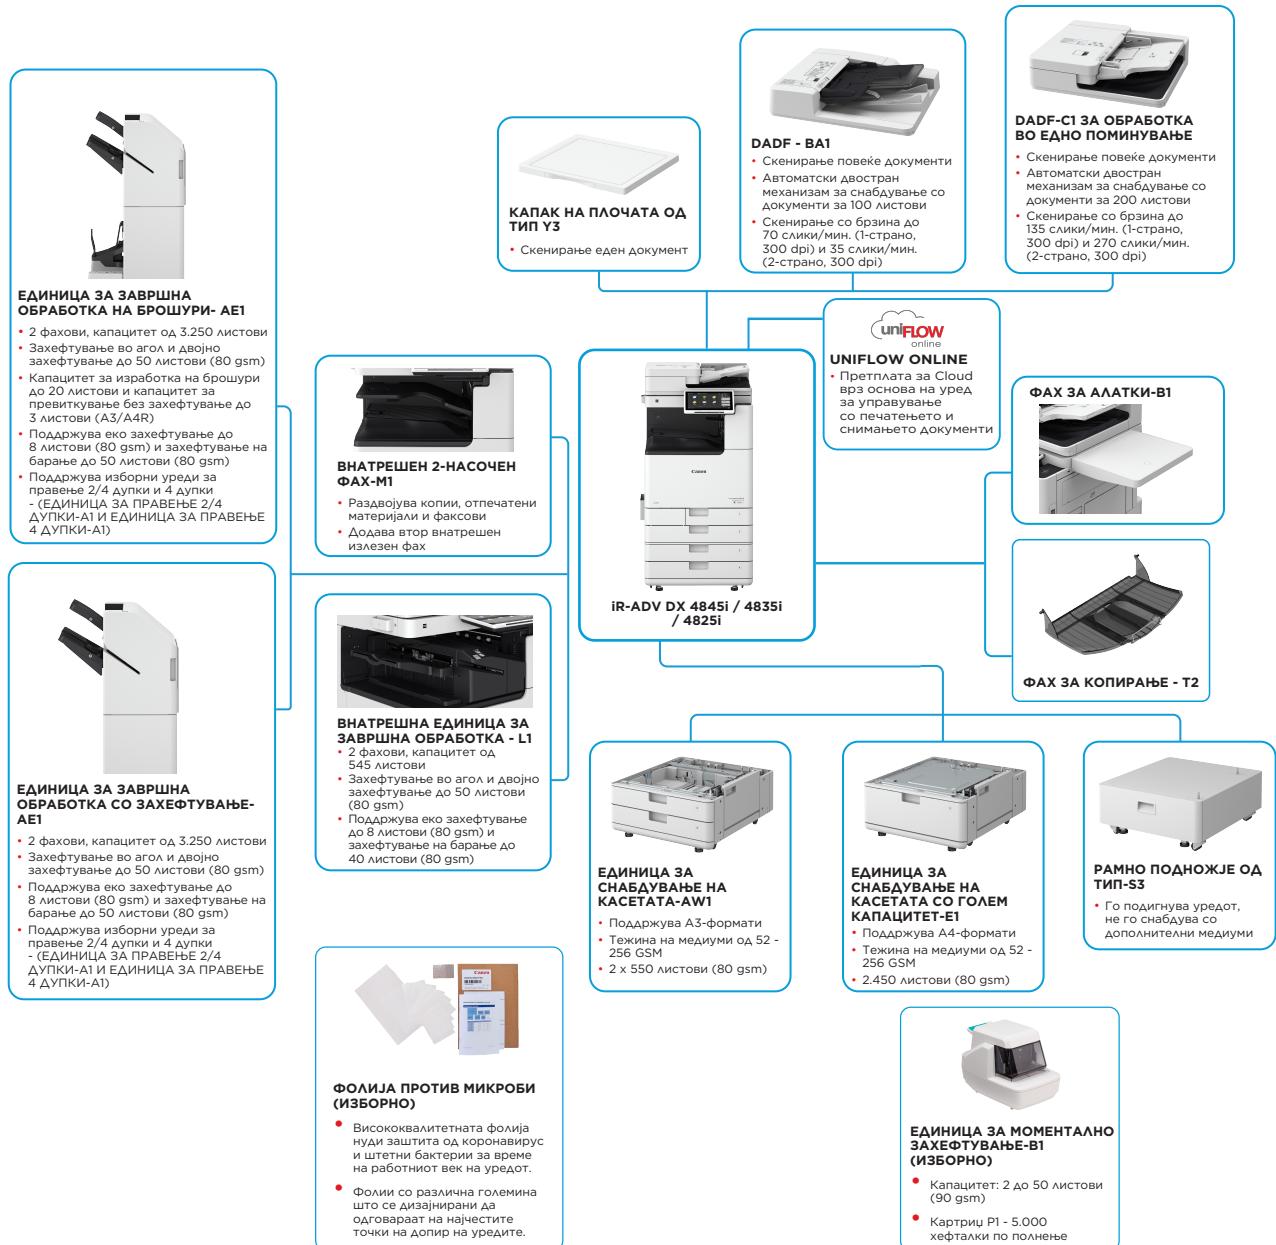 DADF-C1 ЗА ОБРАБОТКА
ВО ЕДНО ПОМИНУВАЊЕ
• Скенирање повеќе документи
• Автоматски двостран
механизам за снабдување со
документи за 200 листови
• Скенирање со брзина до
135 слики/мин. (1-страно,
300 dpi) и 270 слики/мин.
(2-страно, 300 dpi)
DADF - BA1
• Скенирање повеќе документи
• Автоматски двостран
механизам за снабдување со
документи за 100 листови
• Скенирање со брзина до
70 слики/мин. (1-страно,
300 dpi) и 35 слики/мин.
(2-страно, 300 dpi)
КАПАК НА ПЛОЧАТА ОД
ТИП Y3
• Скенирање еден документ
ЕДИНИЦА ЗА ЗАВРШНА
ОБРАБОТКА НА БРОШУРИ- AE1
• 2 фахови, капацитет од 3.250 листови
• Захефтување во агол и двојно
захефтување до 50 листови (80 gsm)
• Капацитет за изработка на брошури
до 20 листови и капацитет за
превиткување без захефтување до
3 листови (A3/A4R)
• Поддржува еко захефтување до
8 листови (80 gsm) и захефтување на
барање до 50 листови (80 gsm)
• Поддржува изборни уреди за
правење 2/4 дупки и 4 дупки
- (ЕДИНИЦА ЗА ПРАВЕЊЕ 2/4
ДУПКИ-A1 И ЕДИНИЦА ЗА ПРАВЕЊЕ
4 ДУПКИ-A1)
uniFLOW
online
UNIFLOW ONLINE
• Претплата за Cloud
врз основа на уред
за управување
со печатењето и
снимањето документи
ФАХ ЗА АЛАТКИ-B1
ВНАТРЕШЕН 2-НАСОЧЕН
ФАХ-M1
• Раздвојува копии, отпечатени
материјали и факсови
• Додава втор внатрешен
излезен фах
Canon
iR-ADV DX 4845i / 4835i
/ 4825i
ФАХ ЗА КОПИРАЊЕ - T2
ЕДИНИЦА ЗА ЗАВРШНА
ОБРАБОТКА СО ЗАХЕФТУВАЊЕ-
AE1
• 2 фахови, капацитет од 3.250 листови
• Захефтување во агол и двојно
захефтување до 50 листови (80 gsm)
• Поддржува еко захефтување до
8 листови (80 gsm) и захефтување на
барање до 50 листови (80 gsm)
• Поддржува изборни уреди за
правење 2/4 дупки и 4 дупки
- (ЕДИНИЦА ЗА ПРАВЕЊЕ 2/4
ДУПКИ-A1 И ЕДИНИЦА ЗА ПРАВЕЊЕ
4 ДУПКИ-A1)
ВНАТРЕШНА ЕДИНИЦА ЗА
ЗАВРШНА ОБРАБОТКА - L1
• 2 фахови, капацитет од
545 листови
• Захефтување во агол и двојно
захефтување до 50 листови
(80 gsm)
• Поддржува еко захефтување
до 8 листови (80 gsm) и
захефтување на барање до
40 листови (80 gsm)
ЕДИНИЦА ЗА
СНАБДУВАЊЕ НА
КАСЕТАТА-AW1
• Поддржува A3-формати
• Тежина на медиуми од 52 -
256 GSM
• 2 x 550 листови (80 gsm)
ЕДИНИЦА ЗА
СНАБДУВАЊЕ НА
КАСЕТАТА СО ГОЛЕМ
КАПАЦИТЕТ-E1
• Поддржува A4-формати
• Тежина на медиуми од 52 -
256 GSM
• 2.450 листови (80 gsm)
РАМНО ПОДНОЖЈЕ ОД
ТИП-S3
• Го подигнува уредот,
не го снабдува со
дополнителни медиуми
Canon
ФОЛИЈА ПРОТИВ МИКРОБИ
(ИЗБОРНО)
• Висококвалитетната фолија
нуди заштита од коронавирус
и штетни бактерии за време
на работниот век на уредот.
• Фолии со различна големина
што се дизајнирани да
одговараат на најчестите
точки на допир на уредите.
ЕДИНИЦА ЗА МОМЕНТАЛНО
ЗАХЕФТУВАЊЕ-B1
(ИЗБОРНО)
• Капацитет: 2 до 50 листови
(90 gsm)
• Картриџ P1 - 5.000
хефталки по полнење